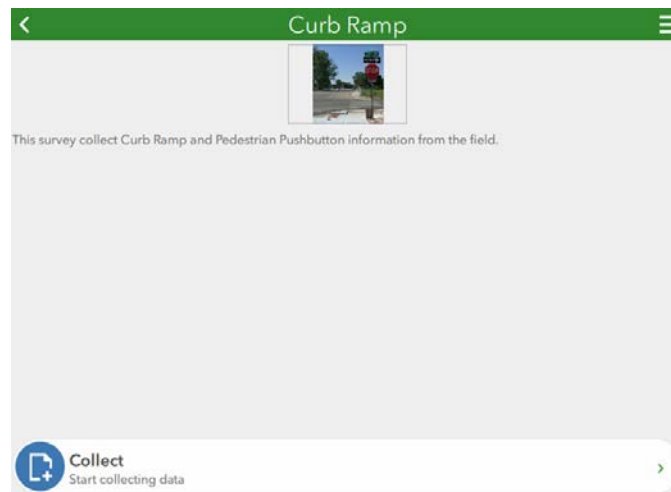 Curb Ramp
This survey collect Curb Ramp and Pedestrian Pushbutton information from the field.
Collect
Start collecting data